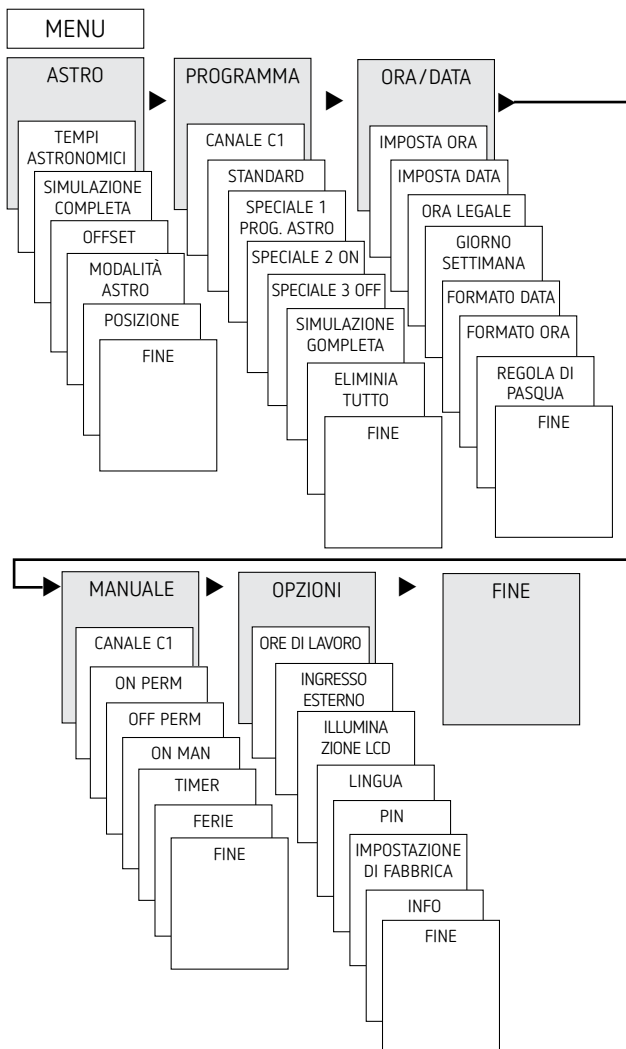 MENU
ASTRO
TEMPI
ASTRONOMICI
SIMULAZIONE
COMPLETA
OFFSET
MODALITÀ
ASTRO
POSIZIONE
FINE
PROGRAMMA
CANALE C1
STANDARD
SPECIALE 1
PROG. ASTRO
SPECIALE 2 ON
SPECIALE 3 OFF
SIMULAZIONE
GOMPLETA
ELIMINIA
TUTTO
FINE
ORA/DATA
IMPOSTA ORA
IMPOSTA DATA
ORA LEGALE
GIORNO
SETTIMANA
FORMATO DATA
FORMATO ORA
REGOLA DI
PASQUA
FINE
MANUALE
CANALE C1
ON PERM
OFF PERM
ON MAN
TIMER
FERIE
FINE
OPZIONI
ORE DI LAVORO
INGRESSO
ESTERNO
ILLUMINA
ZIONE LCD
LINGUA
PIN
IMPOSTAZIONE
DI FABBRICA
INFO
FINE
FINE